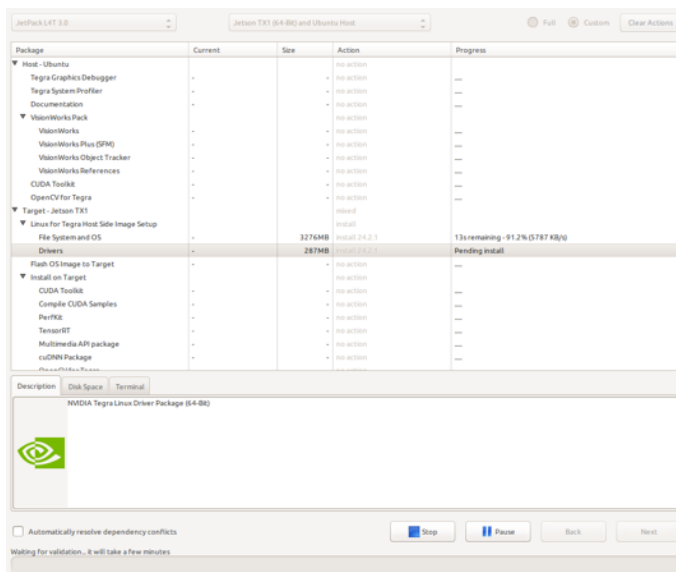 JetPack L4T 3.0 Jetson TX1 (64-Bit) and Ubuntu Host Full Custom Clear Actions
Package Current Size Action Progress
Host - Ubuntu no action
Tegra Graphics Debugger - - no action ---
Tegra System Profiler - - no action ---
Documentation - - no action ---
VisionWorks Pack no action
VisionWorks - - no action ---
VisionWorks Plus (SFM) - - no action ---
VisionWorks Object Tracker - - no action ---
VisionWorks References - - no action ---
CUDA Toolkit - - no action ---
OpenCV for Tegra - - no action ---
Target - Jetson TX1 mixed
Linux for Tegra Host Side Image Setup install
File System and OS - 3276MB install 24.2.1 13s remaining - 91.2% (5787 KB/s)
Drivers - 287MB install 24.2.1 Pending install
Flash OS Image to Target - - no action ---
Install on Target no action
CUDA Toolkit - - no action ---
Compile CUDA Samples - - no action ---
PerfKit - - no action ---
TensorRT - - no action ---
Multimedia API package - - no action ---
cuDNN Package - - no action ---
OpenCV for Tegra
Description Disk Space Terminal
NVIDIA Tegra Linux Driver Package (64-Bit)
Automatically resolve dependency conflicts Stop Pause Back Next
Waiting for validation... it will take a few minutes